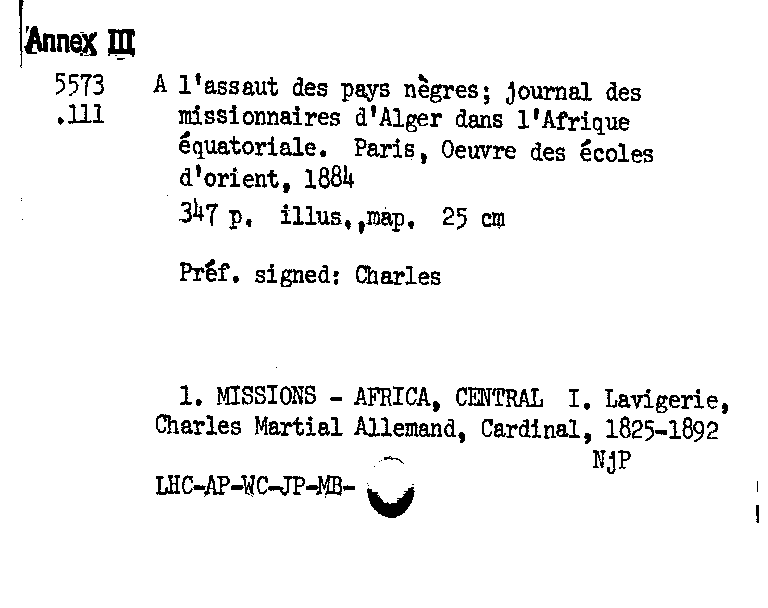 Annex III
5573 A l'assaut des pays nègres; journal des
.111 missionnaires d'Alger dans l'Afrique
équatoriale. Paris, Oeuvre des écoles
d'orient, 1884
347 p. illus.,map. 25 cm
Préf. signed: Charles
1. MISSIONS - AFRICA, CENTRAL I. Lavigerie,
Charles Martial Allemand, Cardinal, 1825-1892
NjP
LHC-AP-WC-JP-MB-